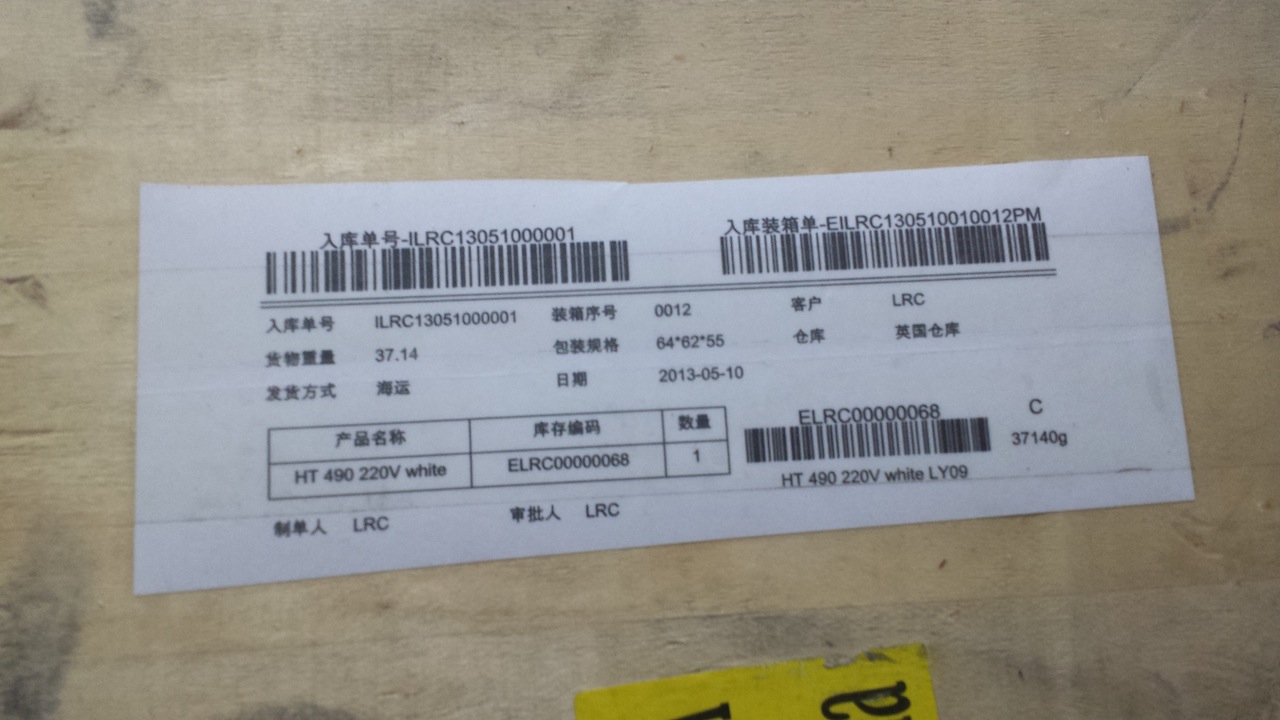 入库单号-ILRC13051000001
入库装箱单-EILRC130510010012PM
入库单号 ILRC13051000001 装箱序号 0012 客户 LRC
货物重量 37.14 包装规格 64*62*55 仓库 英国仓库
发货方式 海运 日期 2013-05-10
产品名称 库存编码 数量
HT 490 220V white ELRC00000068 1
ELRC00000068 C
37140g
HT 490 220V white LY09
制单人 LRC 审批人 LRC